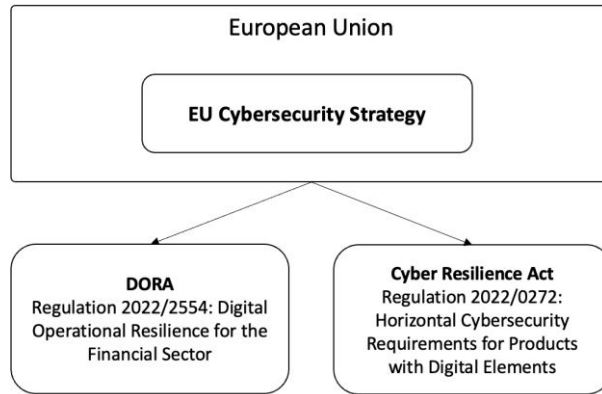 European Union
EU Cybersecurity Strategy
DORA
Regulation 2022/2554: Digital
Operational Resilience for the
Financial Sector
Cyber Resilience Act
Regulation 2022/0272:
Horizontal Cybersecurity
Requirements for Products
with Digital Elements